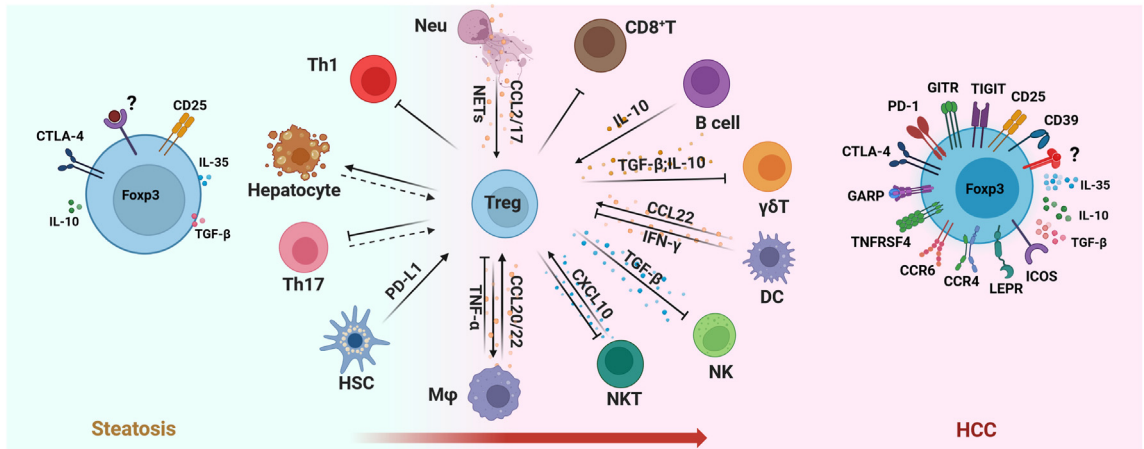 Neu
CD8⁺T
Th1
NETs
CCL2/17
B cell
IL-10
TGF-β;IL-10
γδT
Hepatocyte
Treg
CCL22
IFN-γ
DC
Th17
TGF-β
NK
PD-L1
CXCL10
NKT
HSC
TNF-α
CCL20/22
Mφ
?
CD25
CTLA-4
Foxp3
IL-35
IL-10
TGF-β
Steatosis
GITR
TIGIT
PD-1
CD25
CD39
CTLA-4
?
Foxp3
GARP
IL-35
IL-10
TNFRSF4
TGF-β
CCR6
CCR4
LEPR
ICOS
HCC